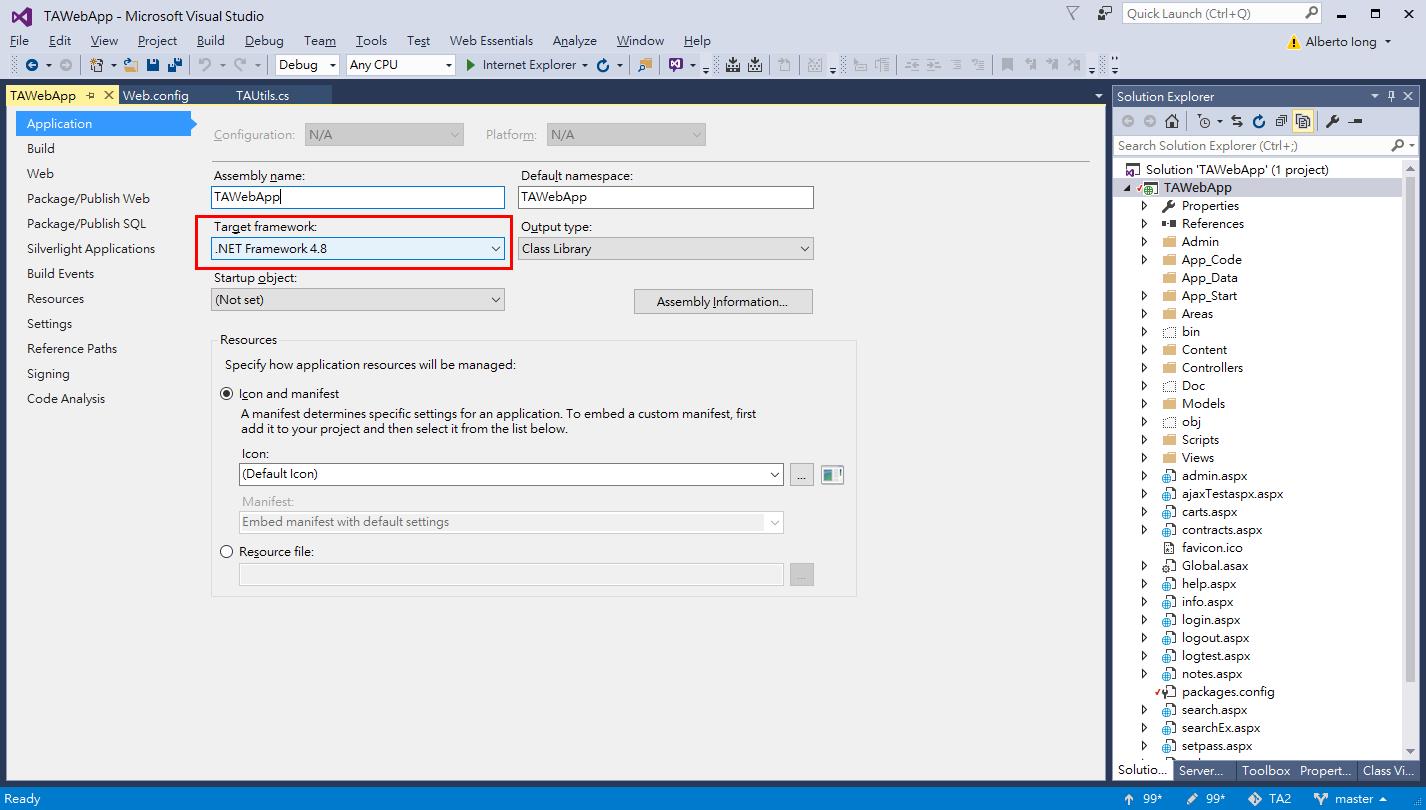 TAWebApp - Microsoft Visual Studio
Quick Launch (Ctrl+Q)
File Edit View Project Build Debug Team Tools Test Web Essentials Analyze Window Help
Alberto Iong
Debug Any CPU Internet Explorer
TAWebApp Web.config TAUtils.cs
Application
Build
Web
Package/Publish Web
Package/Publish SQL
Silverlight Applications
Build Events
Resources
Settings
Reference Paths
Signing
Code Analysis
Configuration: N/A Platform: N/A
Assembly name: Default namespace:
TAWebApp TAWebApp
Target framework: Output type:
.NET Framework 4.8 Class Library
Startup object:
(Not set) Assembly Information...
Resources
Specify how application resources will be managed:
Icon and manifest
A manifest determines specific settings for an application. To embed a custom manifest, first
add it to your project and then select it from the list below.
Icon:
(Default Icon) ...
Manifest:
Embed manifest with default settings
Resource file:
...
Solution Explorer
Search Solution Explorer (Ctrl+;)
Solution 'TAWebApp' (1 project)
TAWebApp
Properties
References
Admin
App_Code
App_Data
App_Start
Areas
bin
Content
Controllers
Doc
Models
obj
Scripts
Views
admin.aspx
ajaxTestaspx.aspx
carts.aspx
contracts.aspx
favicon.ico
Global.asax
help.aspx
info.aspx
login.aspx
logout.aspx
logtest.aspx
notes.aspx
packages.config
search.aspx
searchEx.aspx
setpass.aspx
Solutio... Server... Toolbox Propert... Class Vi...
Ready 99* 99* TA2 master